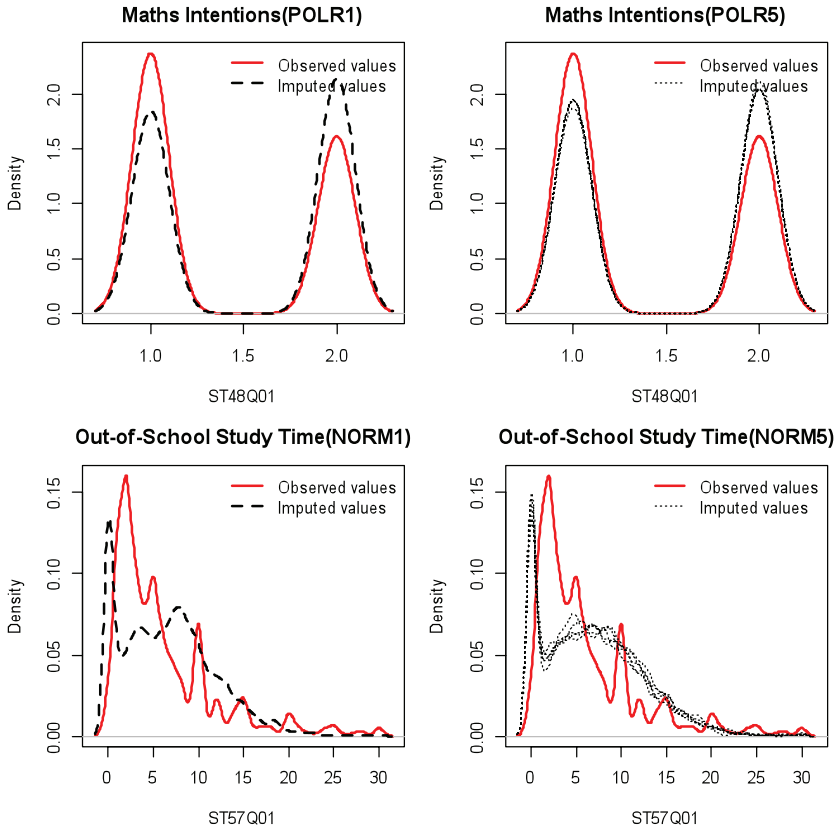 Maths Intentions(POLR1)
Observed values
Imputed values
Density
0.0 0.5 1.0 1.5 2.0
1.0 1.5 2.0
ST48Q01
Maths Intentions(POLR5)
Observed values
Imputed values
Density
0.0 0.5 1.0 1.5 2.0
1.0 1.5 2.0
ST48Q01
Out-of-School Study Time(NORM1)
Observed values
Imputed values
Density
0.00 0.05 0.10 0.15
0 5 10 15 20 25 30
ST57Q01
Out-of-School Study Time(NORM5)
Observed values
Imputed values
Density
0.00 0.05 0.10 0.15
0 5 10 15 20 25 30
ST57Q01